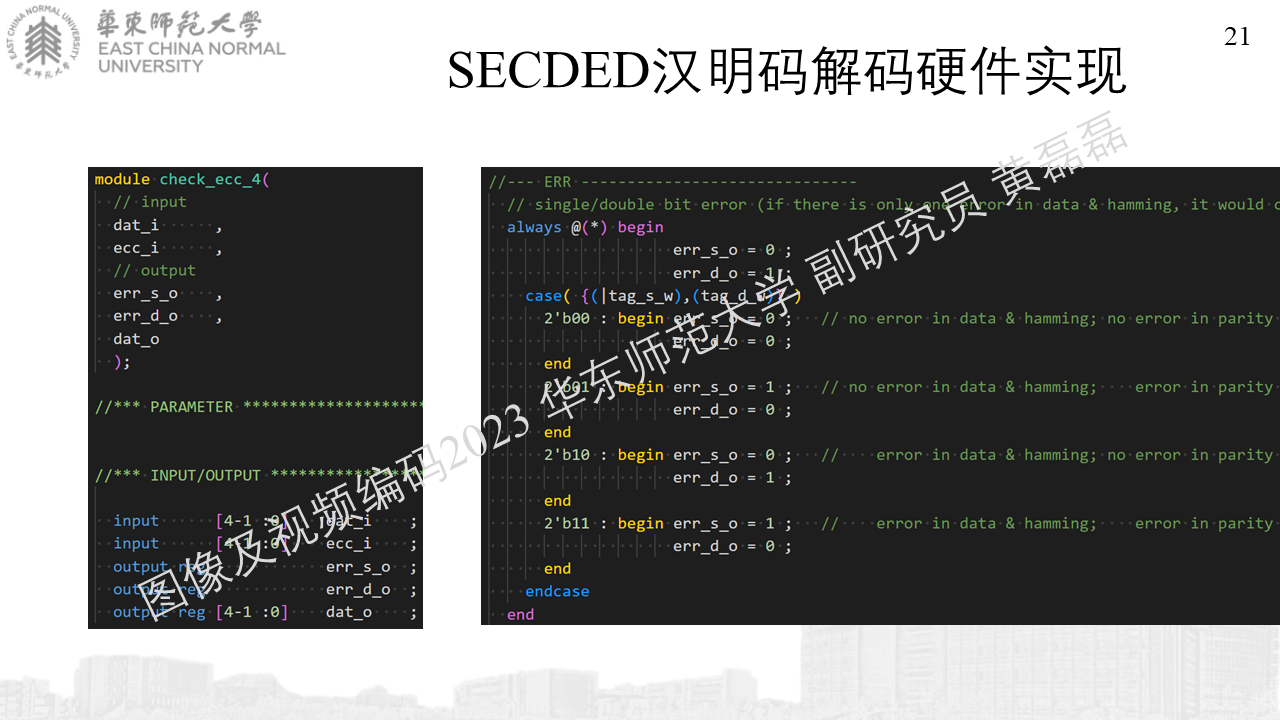 EAST CHINA NORMAL UNIVERSITY
華東師範大學
華東師范大學
EAST CHINA NORMAL
UNIVERSITY
21
SECDED汉明码解码硬件实现
module check_ecc_4(
// input
dat_i ,
ecc_i ,
// output
err_s_o ,
err_d_o ,
dat_o
);
//*** PARAMETER ********************
//*** INPUT/OUTPUT *****************
input [4-1 :0] dat_i ;
input [4-1 :0] ecc_i ;
output reg err_s_o ;
output reg err_d_o ;
output reg [4-1 :0] dat_o ;
//--- ERR ------------------------------
// single/double bit error (if there is only one error in data & hamming, it would
always @(*) begin
err_s_o = 0 ;
err_d_o = 1 ;
case( {(|tag_s_w),(tag_d_w)} )
2'b00 : begin err_s_o = 0 ; // no error in data & hamming; no error in parity
err_d_o = 0 ;
end
2'b01 : begin err_s_o = 1 ; // no error in data & hamming; error in parity
err_d_o = 0 ;
end
2'b10 : begin err_s_o = 0 ; // error in data & hamming; no error in parity
err_d_o = 1 ;
end
2'b11 : begin err_s_o = 1 ; // error in data & hamming; error in parity
err_d_o = 0 ;
end
endcase
end
图像及视频编码2023 华东师范大学 副研究员 黄磊磊